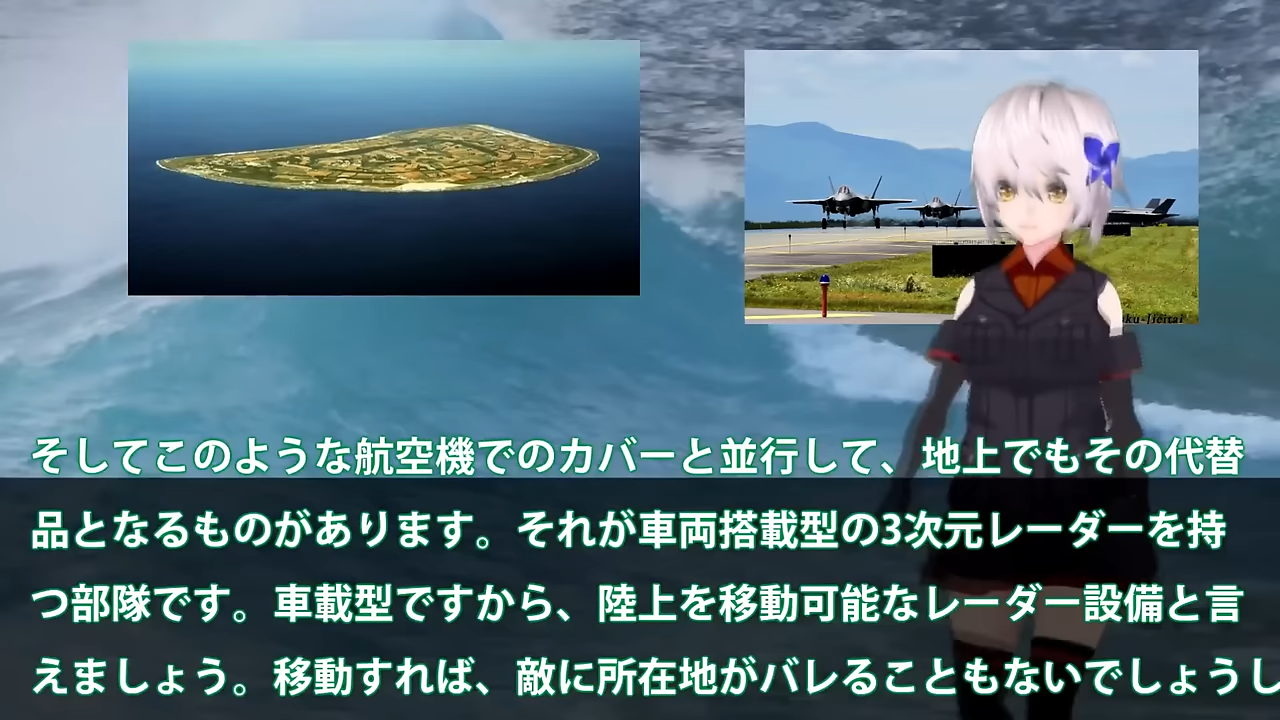 ku-Jieitai
そしてこのような航空機でのカバーと並行して、地上でもその代替
品となるものがあります。それが車両搭載型の3次元レーダーを持
つ部隊です。車載型ですから、陸上を移動可能なレーダー設備と言
えましょう。移動すれば、敵に所在地がバレることもないでしょうし